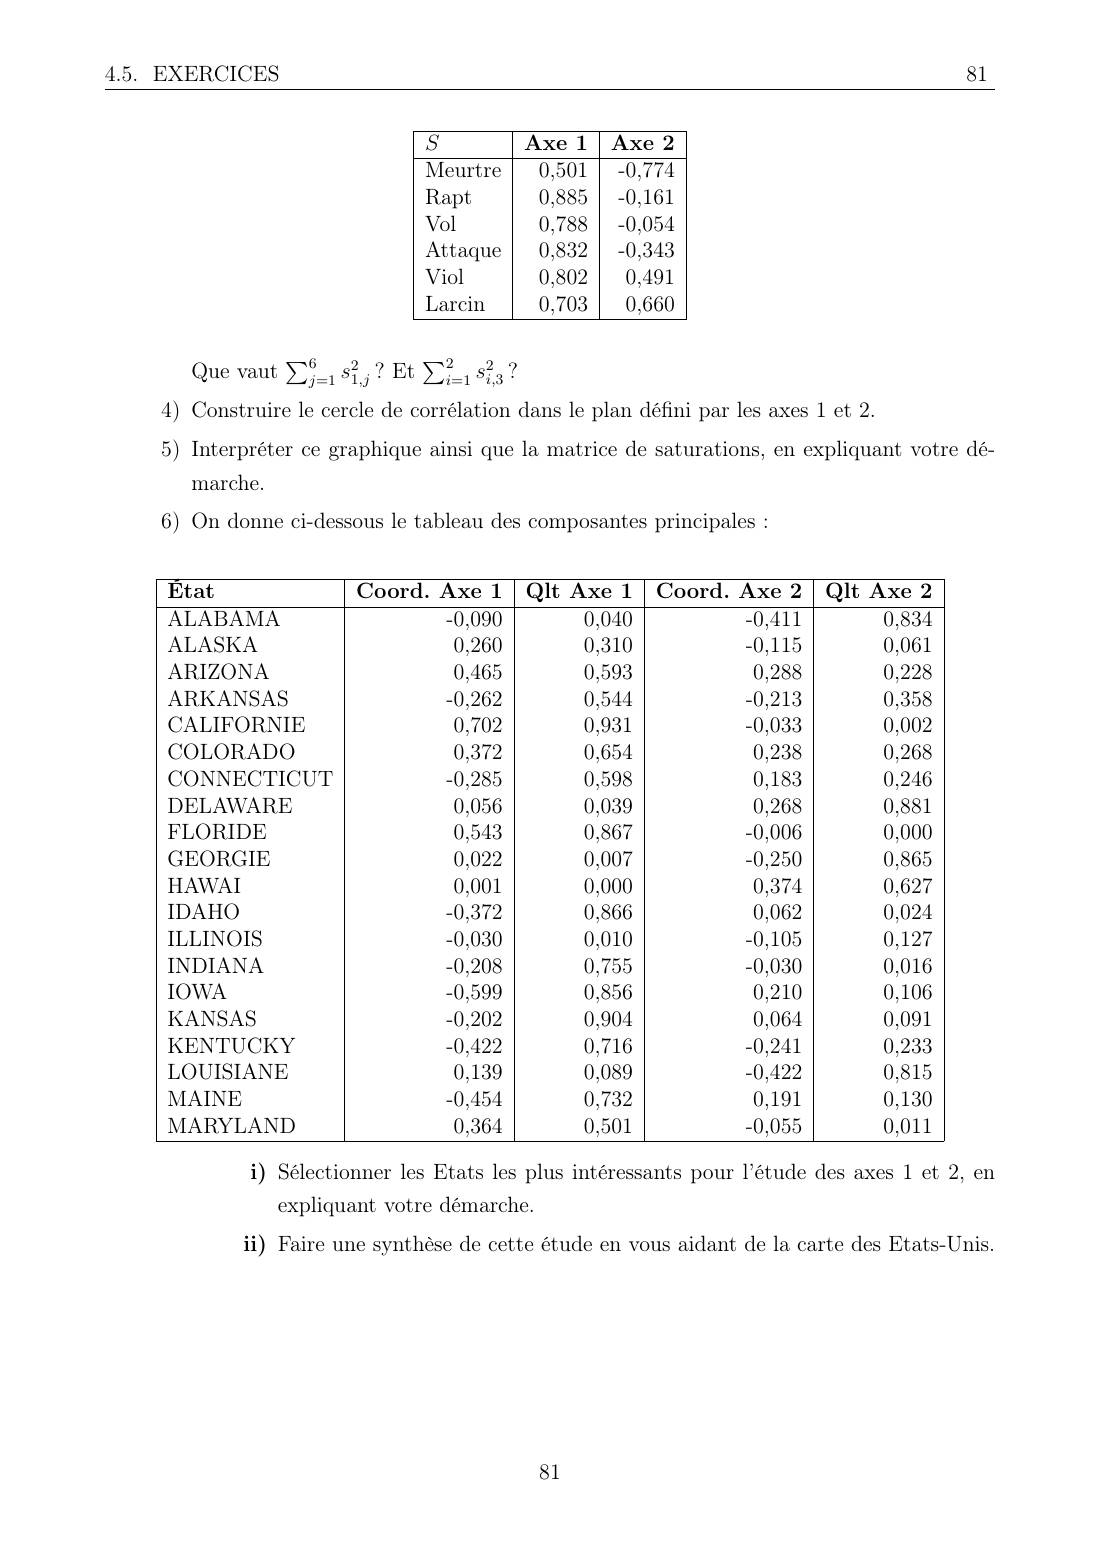 4.5. EXERCICES 81
S Axe 1 Axe 2
Meurtre 0,501 -0,774
Rapt 0,885 -0,161
Vol 0,788 -0,054
Attaque 0,832 -0,343
Viol 0,802 0,491
Larcin 0,703 0,660
Que vaut $\sum_{j=1}^{6} s_{1,j}^{2}$ ? Et $\sum_{i=1}^{2} s_{i,3}^{2}$ ?
4) Construire le cercle de corrélation dans le plan défini par les axes 1 et 2.
5) Interpréter ce graphique ainsi que la matrice de saturations, en expliquant votre dé-
marche.
6) On donne ci-dessous le tableau des composantes principales :
État Coord. Axe 1 Qlt Axe 1 Coord. Axe 2 Qlt Axe 2
ALABAMA -0,090 0,040 -0,411 0,834
ALASKA 0,260 0,310 -0,115 0,061
ARIZONA 0,465 0,593 0,288 0,228
ARKANSAS -0,262 0,544 -0,213 0,358
CALIFORNIE 0,702 0,931 -0,033 0,002
COLORADO 0,372 0,654 0,238 0,268
CONNECTICUT -0,285 0,598 0,183 0,246
DELAWARE 0,056 0,039 0,268 0,881
FLORIDE 0,543 0,867 -0,006 0,000
GEORGIE 0,022 0,007 -0,250 0,865
HAWAI 0,001 0,000 0,374 0,627
IDAHO -0,372 0,866 0,062 0,024
ILLINOIS -0,030 0,010 -0,105 0,127
INDIANA -0,208 0,755 -0,030 0,016
IOWA -0,599 0,856 0,210 0,106
KANSAS -0,202 0,904 0,064 0,091
KENTUCKY -0,422 0,716 -0,241 0,233
LOUISIANE 0,139 0,089 -0,422 0,815
MAINE -0,454 0,732 0,191 0,130
MARYLAND 0,364 0,501 -0,055 0,011
i) Sélectionner les Etats les plus intéressants pour l'étude des axes 1 et 2, en
expliquant votre démarche.
ii) Faire une synthèse de cette étude en vous aidant de la carte des Etats-Unis.
81